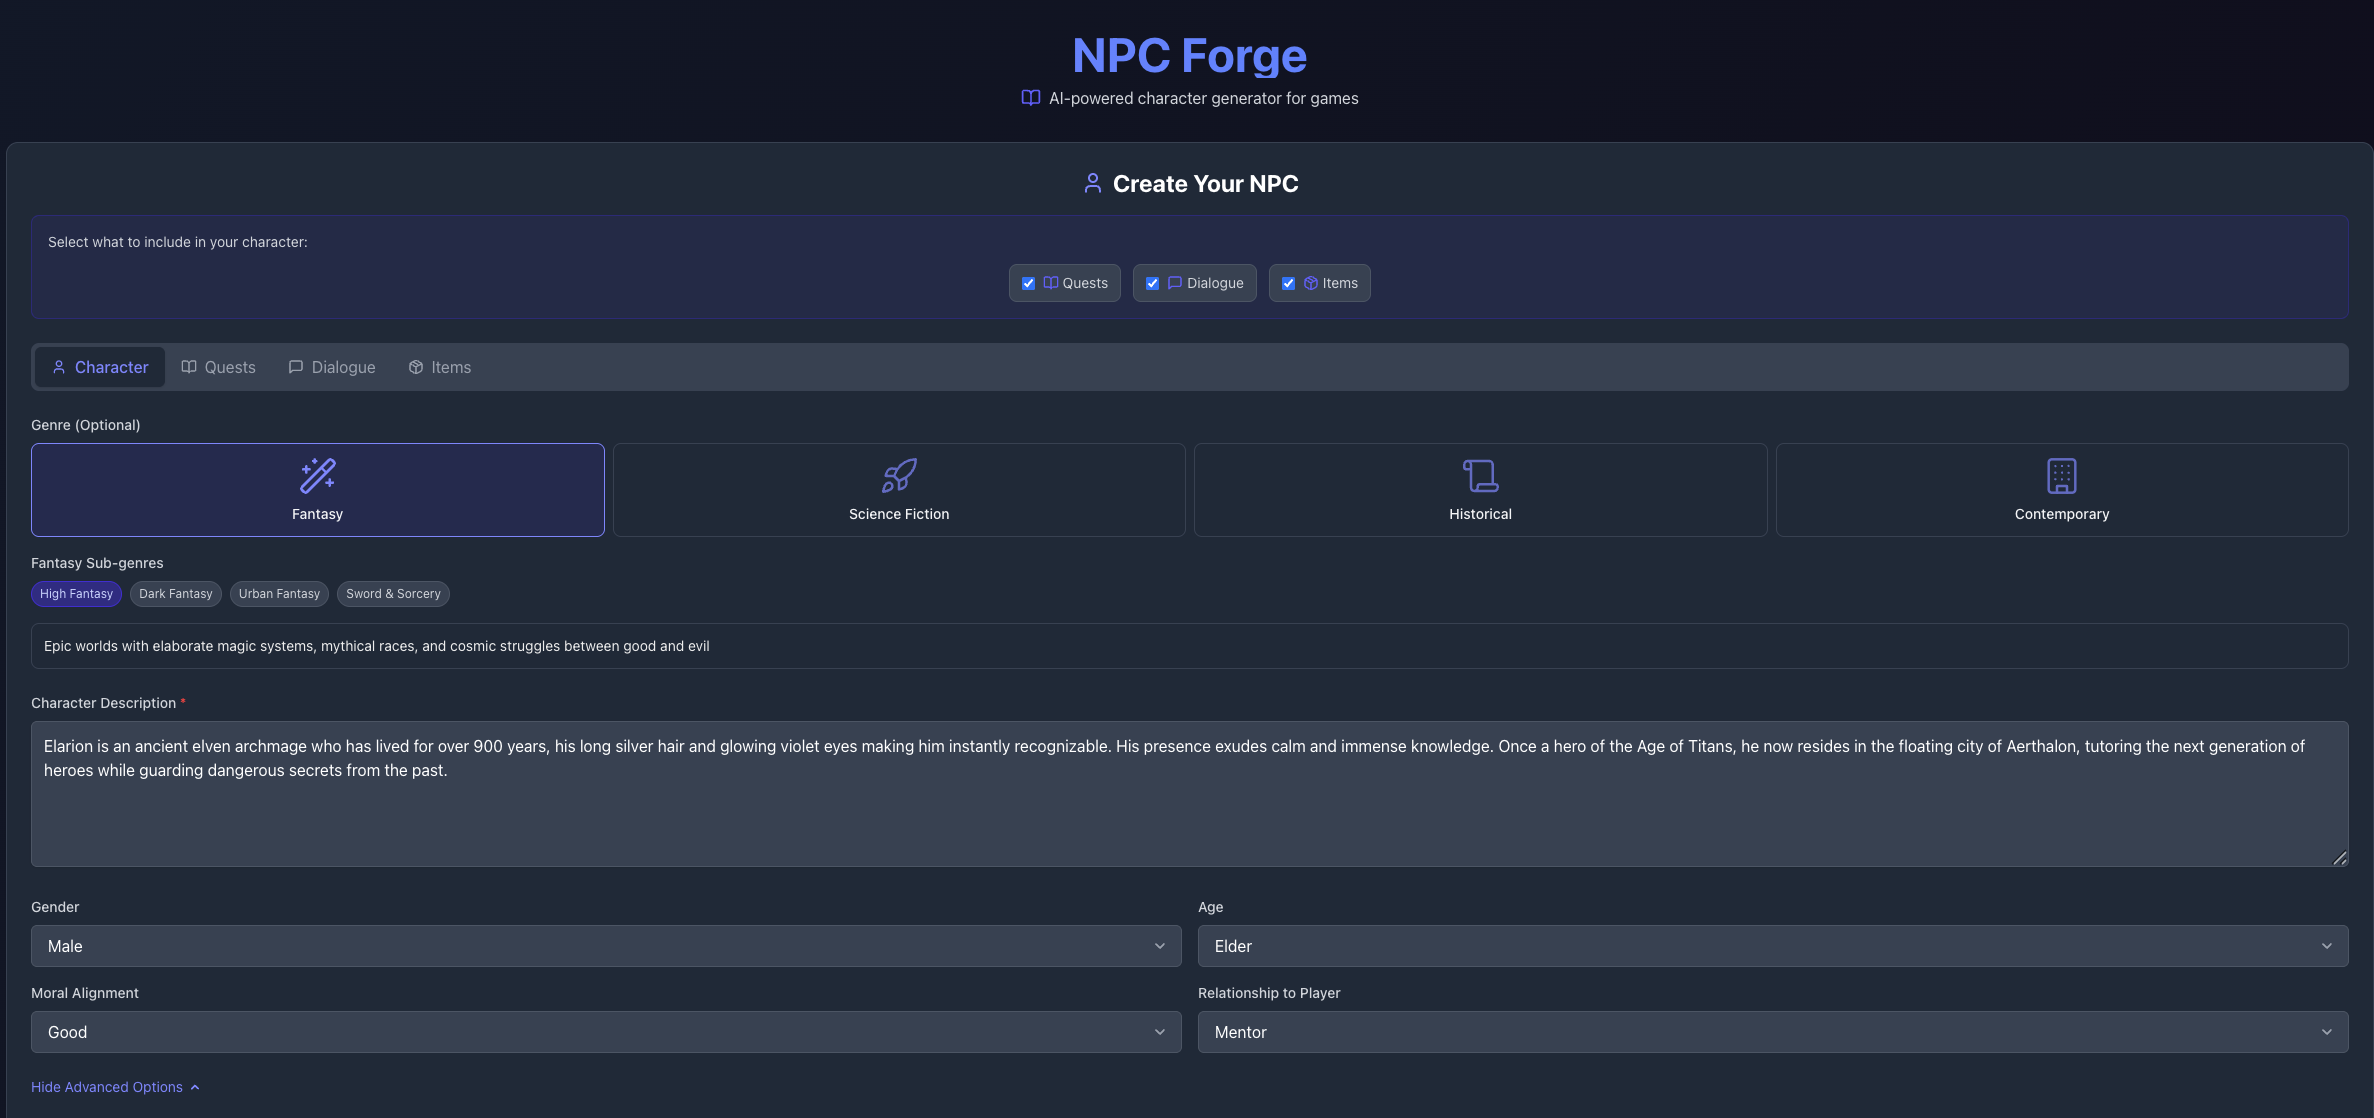 NPC Forge
AI-powered character generator for games
Create Your NPC
Select what to include in your character:
Quests Dialogue Items
Character Quests Dialogue Items
Genre (Optional)
Fantasy Science Fiction Historical Contemporary
Fantasy Sub-genres
High Fantasy Dark Fantasy Urban Fantasy Sword & Sorcery
Epic worlds with elaborate magic systems, mythical races, and cosmic struggles between good and evil
Character Description *
Elarion is an ancient elven archmage who has lived for over 900 years, his long silver hair and glowing violet eyes making him instantly recognizable. His presence exudes calm and immense knowledge. Once a hero of the Age of Titans, he now resides in the floating city of Aerthalon, tutoring the next generation of
heroes while guarding dangerous secrets from the past.
Gender Age
Male Elder
Moral Alignment Relationship to Player
Good Mentor
Hide Advanced Options